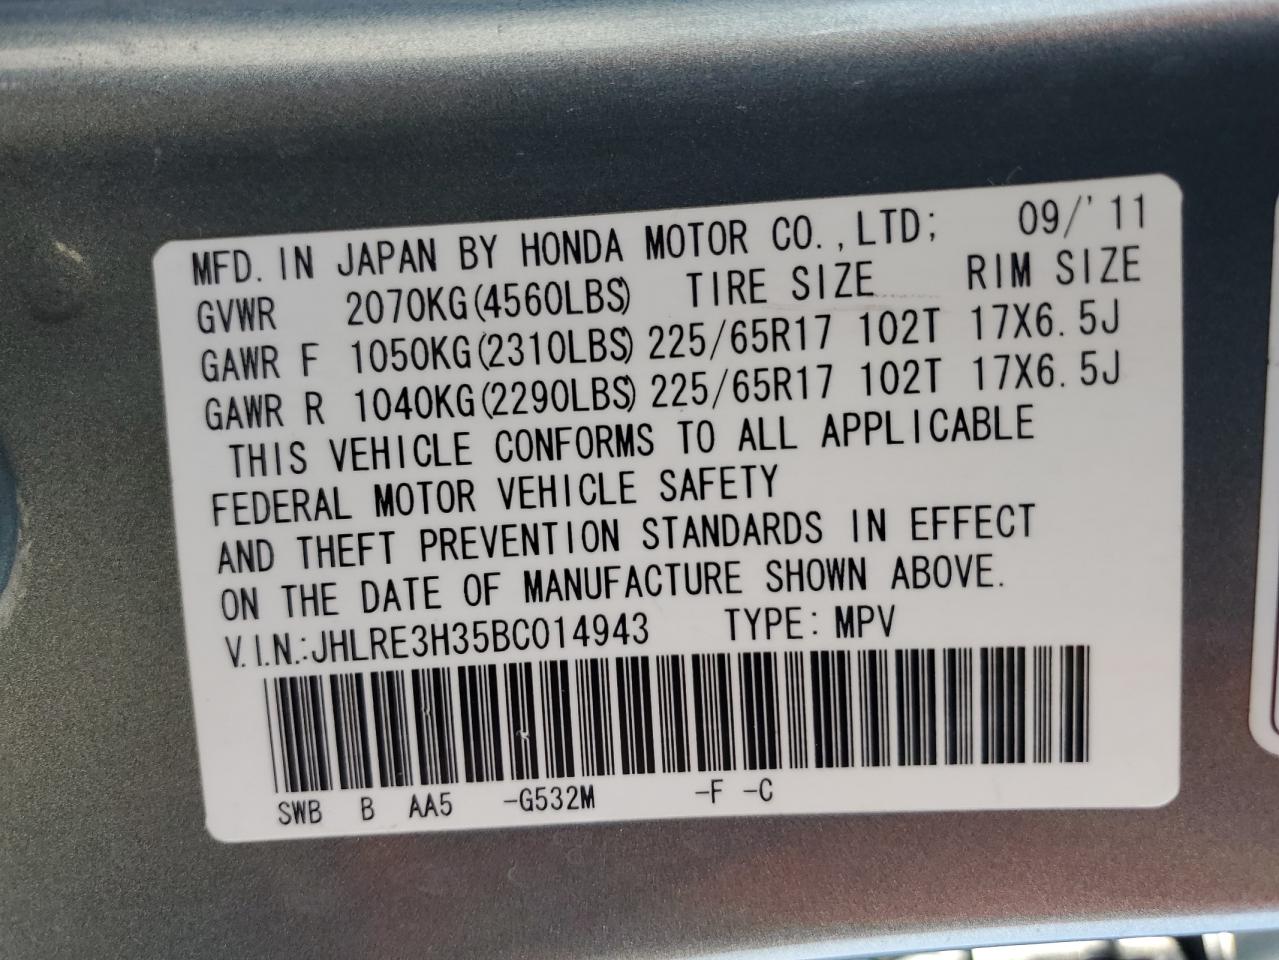 MFD. IN JAPAN BY HONDA MOTOR CO.,LTD; 09/'11
GVWR 2070KG(4560LBS) TIRE SIZE RIM SIZE
GAWR F 1050KG(2310LBS) 225/65R17 102T 17X6.5J
GAWR R 1040KG(2290LBS) 225/65R17 102T 17X6.5J
THIS VEHICLE CONFORMS TO ALL APPLICABLE
FEDERAL MOTOR VEHICLE SAFETY
AND THEFT PREVENTION STANDARDS IN EFFECT
ON THE DATE OF MANUFACTURE SHOWN ABOVE.
V.I.N.:JHLRE3H35BC014943 TYPE: MPV
SWB B AA5 -G532M -F -C